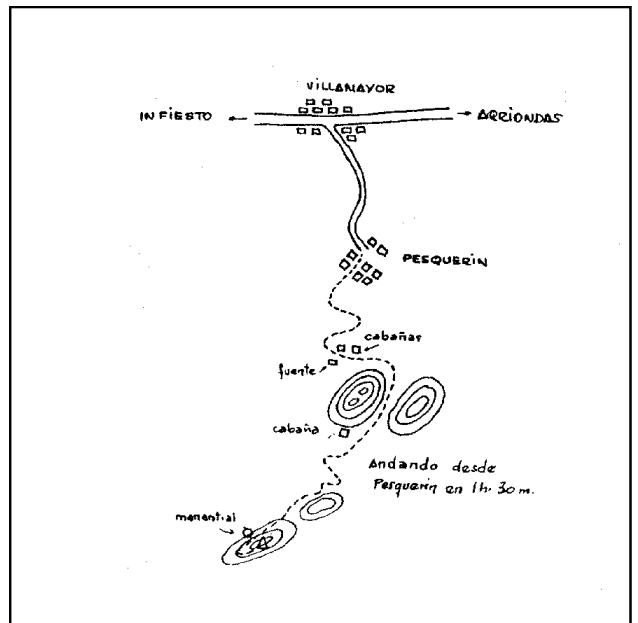 VILLAMAYOR
INFIESTO ←
→ ARRIONDAS
PESQUERIN
cabañas
fuente
cabaña
Andando desde
Pesquerin en 1h. 30m.
manantial